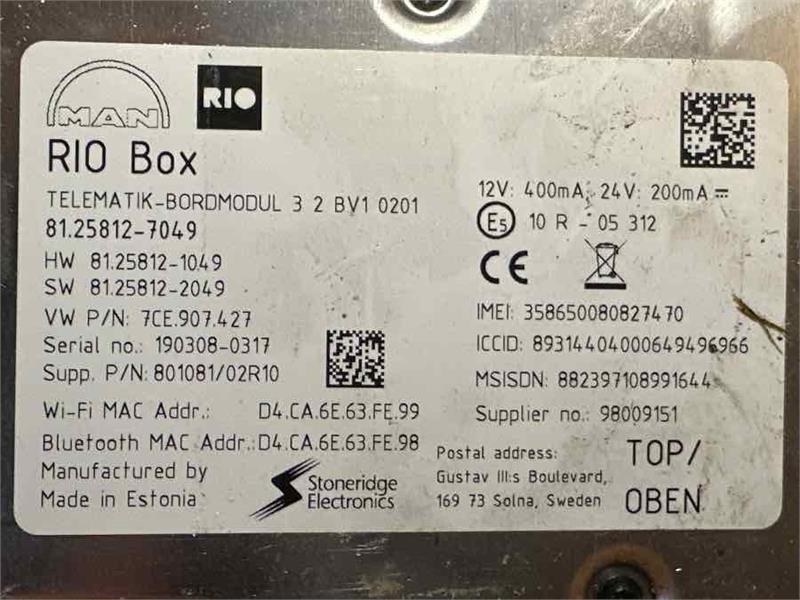 MAN
RIO
RIO Box
TELEMATIK-BORDMODUL 3 2 BV1 0201
81.25812-7049
HW 81.25812-1049
SW 81.25812-2049
VW P/N: 7CE.907.427
Serial no.: 190308-0317
Supp. P/N: 801081/02R10
Wi-Fi MAC Addr.: D4.CA.6E.63.FE.99
Bluetooth MAC Addr.: D4.CA.6E.63.FE.98
Manufactured by
Made in Estonia
Stoneridge
Electronics
12V: 400mA, 24V: 200mA
E5 10 R - 05 312
CE
IMEI: 358650080827470
ICCID: 89314404000649496966
MSISDN: 882397108991644
Supplier no.: 98009151
Postal address:
Gustav III:s Boulevard,
169 73 Solna, Sweden
TOP/
OBEN